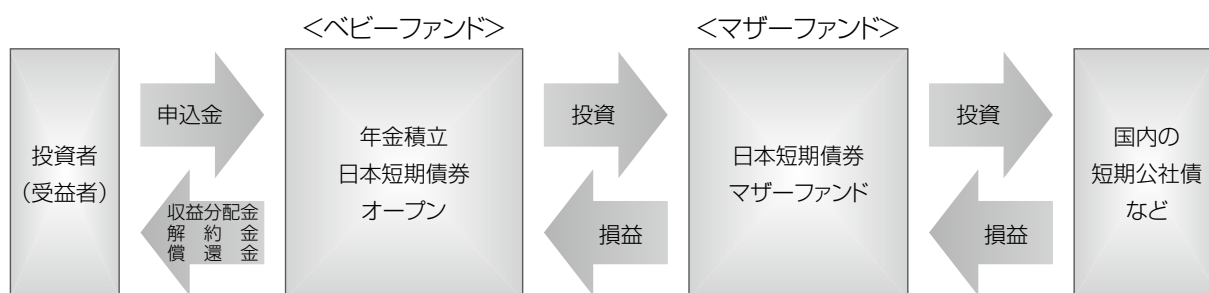 <ベビーファンド>
<マザーファンド>
投資者
（受益者）
申込金
収益分配金
解約金
償還金
年金積立
日本短期債券
オープン
投資
損益
日本短期債券
マザーファンド
投資
損益
国内の
短期公社債
など